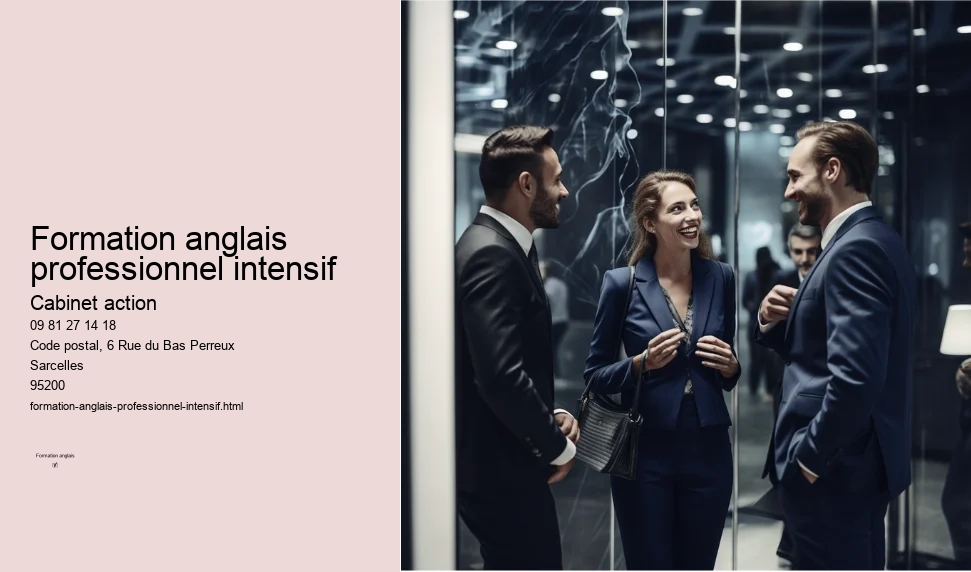 Formation anglais
professionnel intensif
Cabinet action
09 81 27 14 18
Code postal, 6 Rue du Bas Perreux
Sarcelles
95200
formation-anglais-professionnel-intensif.html
Formation anglais